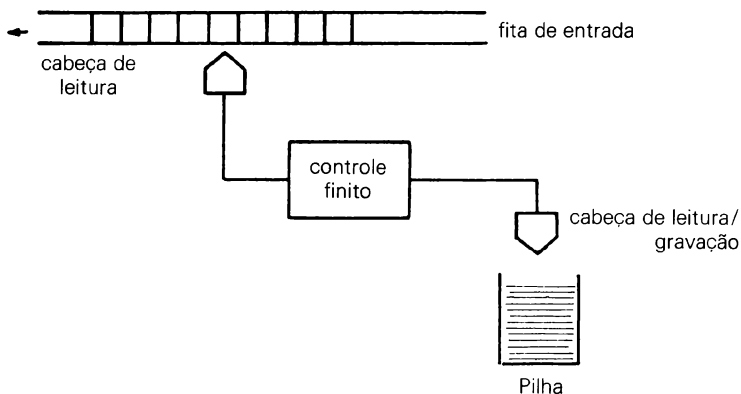 fita de entrada
cabeça de
leitura
controle
finito
cabeça de leitura/
gravação
Pilha